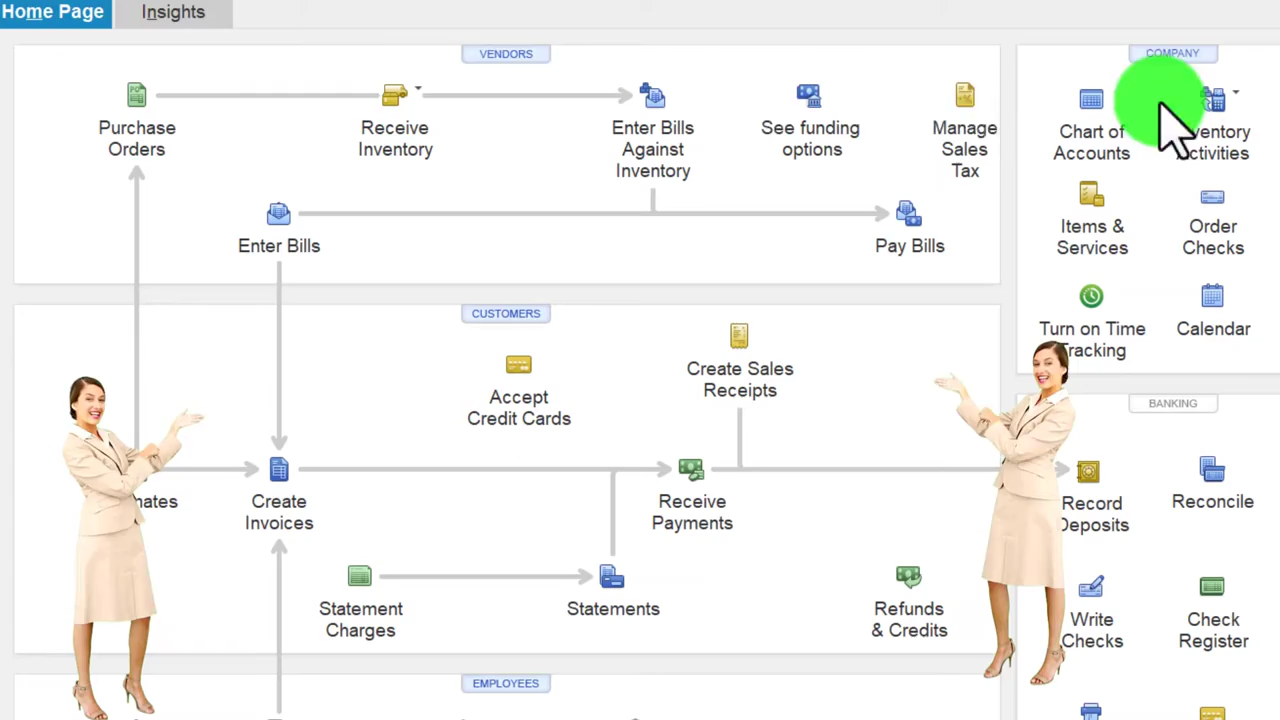 Home Page
Insights
VENDORS
Purchase
Orders
Receive
Inventory
Enter Bills
Against
Inventory
See funding
options
Manage
Sales
Tax
Enter Bills
Pay Bills
COMPANY
Chart of
Accounts
Items &
Services
Order
Checks
Turn on Time
Tracking
Calendar
CUSTOMERS
Accept
Credit Cards
Create Sales
Receipts
Create
Invoices
Receive
Payments
Statement
Charges
Statements
Refunds
& Credits
BANKING
Record
Deposits
Reconcile
Write
Checks
Check
Register
EMPLOYEES